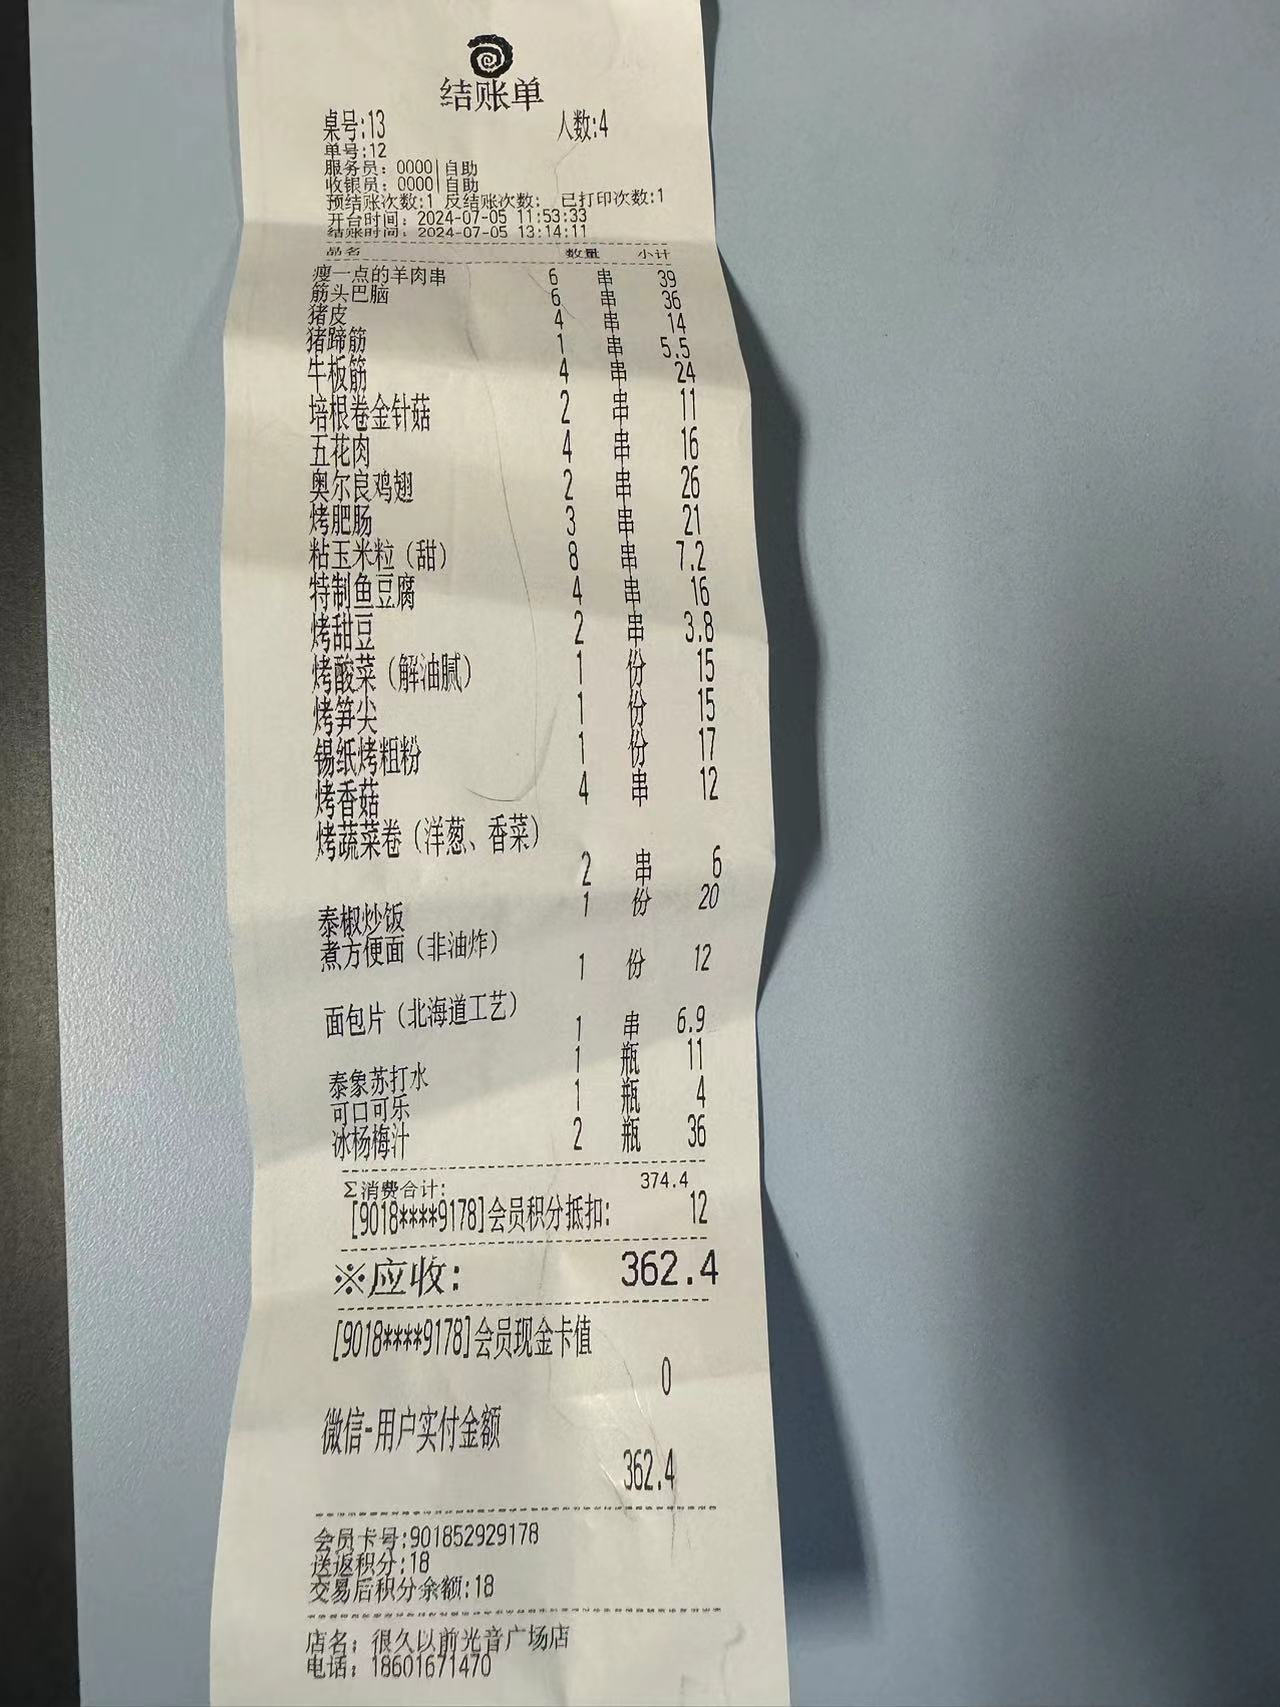 结账单
桌号:13 人数:4
单号:12
服务员: 0000|自助
收银员: 0000|自助
预结账次数:1 反结账次数: 已打印次数:1
开台时间: 2024-07-05 11:53:33
结账时间: 2024-07-05 13:14:11
品名 数量 小计
瘦一点的羊肉串 6 串 39
筋头巴脑 6 串 36
猪皮 4 串 14
猪蹄筋 1 串 5.5
牛板筋 4 串 24
培根卷金针菇 2 串 11
五花肉 4 串 16
奥尔良鸡翅 2 串 26
烤肥肠 3 串 21
粘玉米粒(甜) 8 串 7.2
特制鱼豆腐 4 串 16
烤甜豆 2 串 3.8
烤酸菜(解油腻) 1 份 15
烤笋尖 1 份 15
锡纸烤粗粉 1 份 17
烤香菇 4 串 12
烤蔬菜卷(洋葱、香菜)
2 串 6
泰椒炒饭 1 份 20
煮方便面(非油炸)
1 份 12
面包片(北海道工艺)
1 串 6.9
泰象苏打水 1 瓶 11
可口可乐 1 瓶 4
冰杨梅汁 2 瓶 36
Σ消费合计: 374.4
[9018****9178]会员积分抵扣: 12
※应收: 362.4
[9018****9178]会员现金卡值
0
微信-用户实付金额
362.4
会员卡号:901852929178
送返积分:18
交易后积分余额:18
店名: 很久以前光音广场店
电话: 18601671470